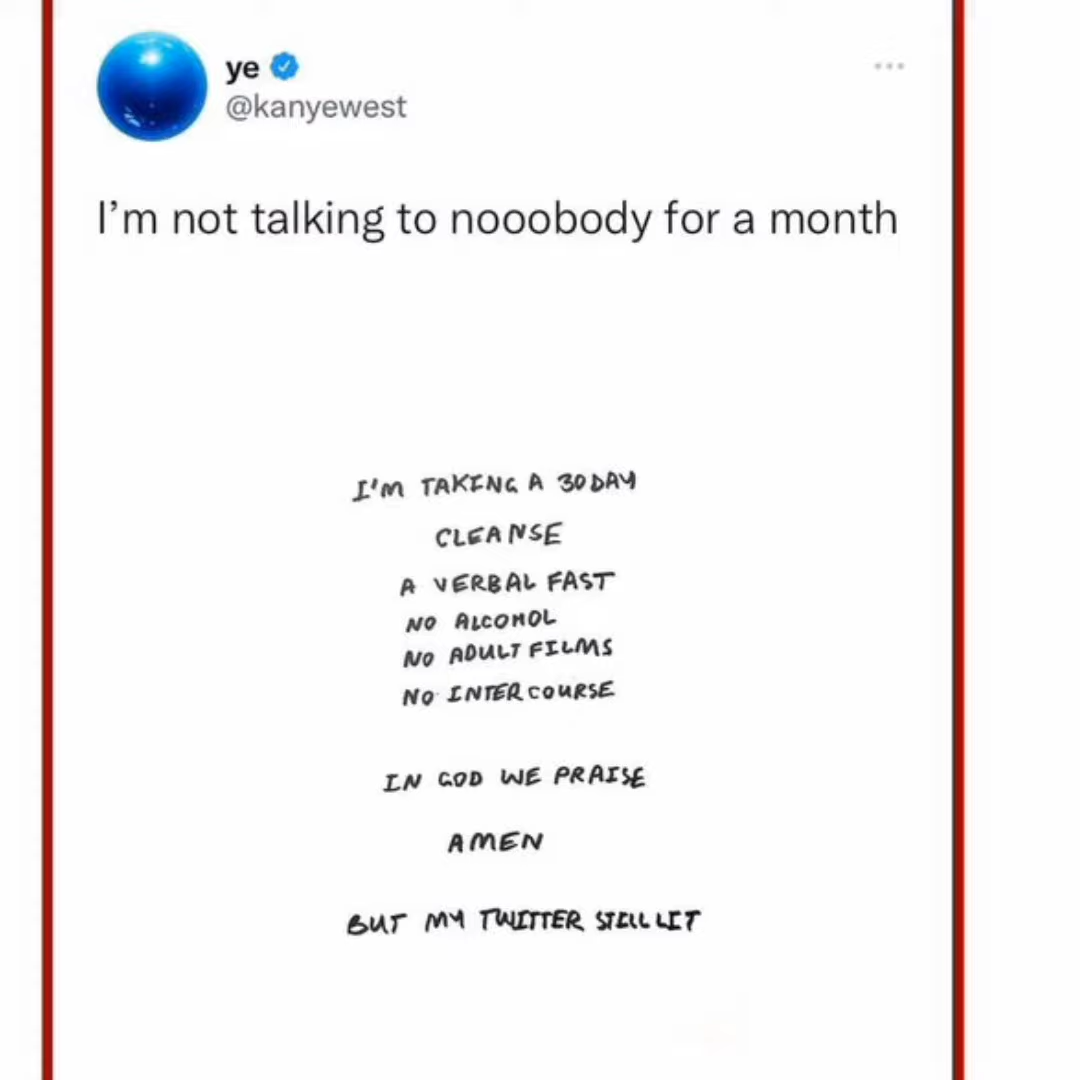 ye
@kanyewest
I'm not talking to nooobody for a month
I'M TAKING A 30 DAY
CLEANSE
A VERBAL FAST
NO ALCOHOL
NO ADULT FILMS
NO INTERCOURSE
IN GOD WE PRAISE
AMEN
BUT MY TWITTER STILL LIT